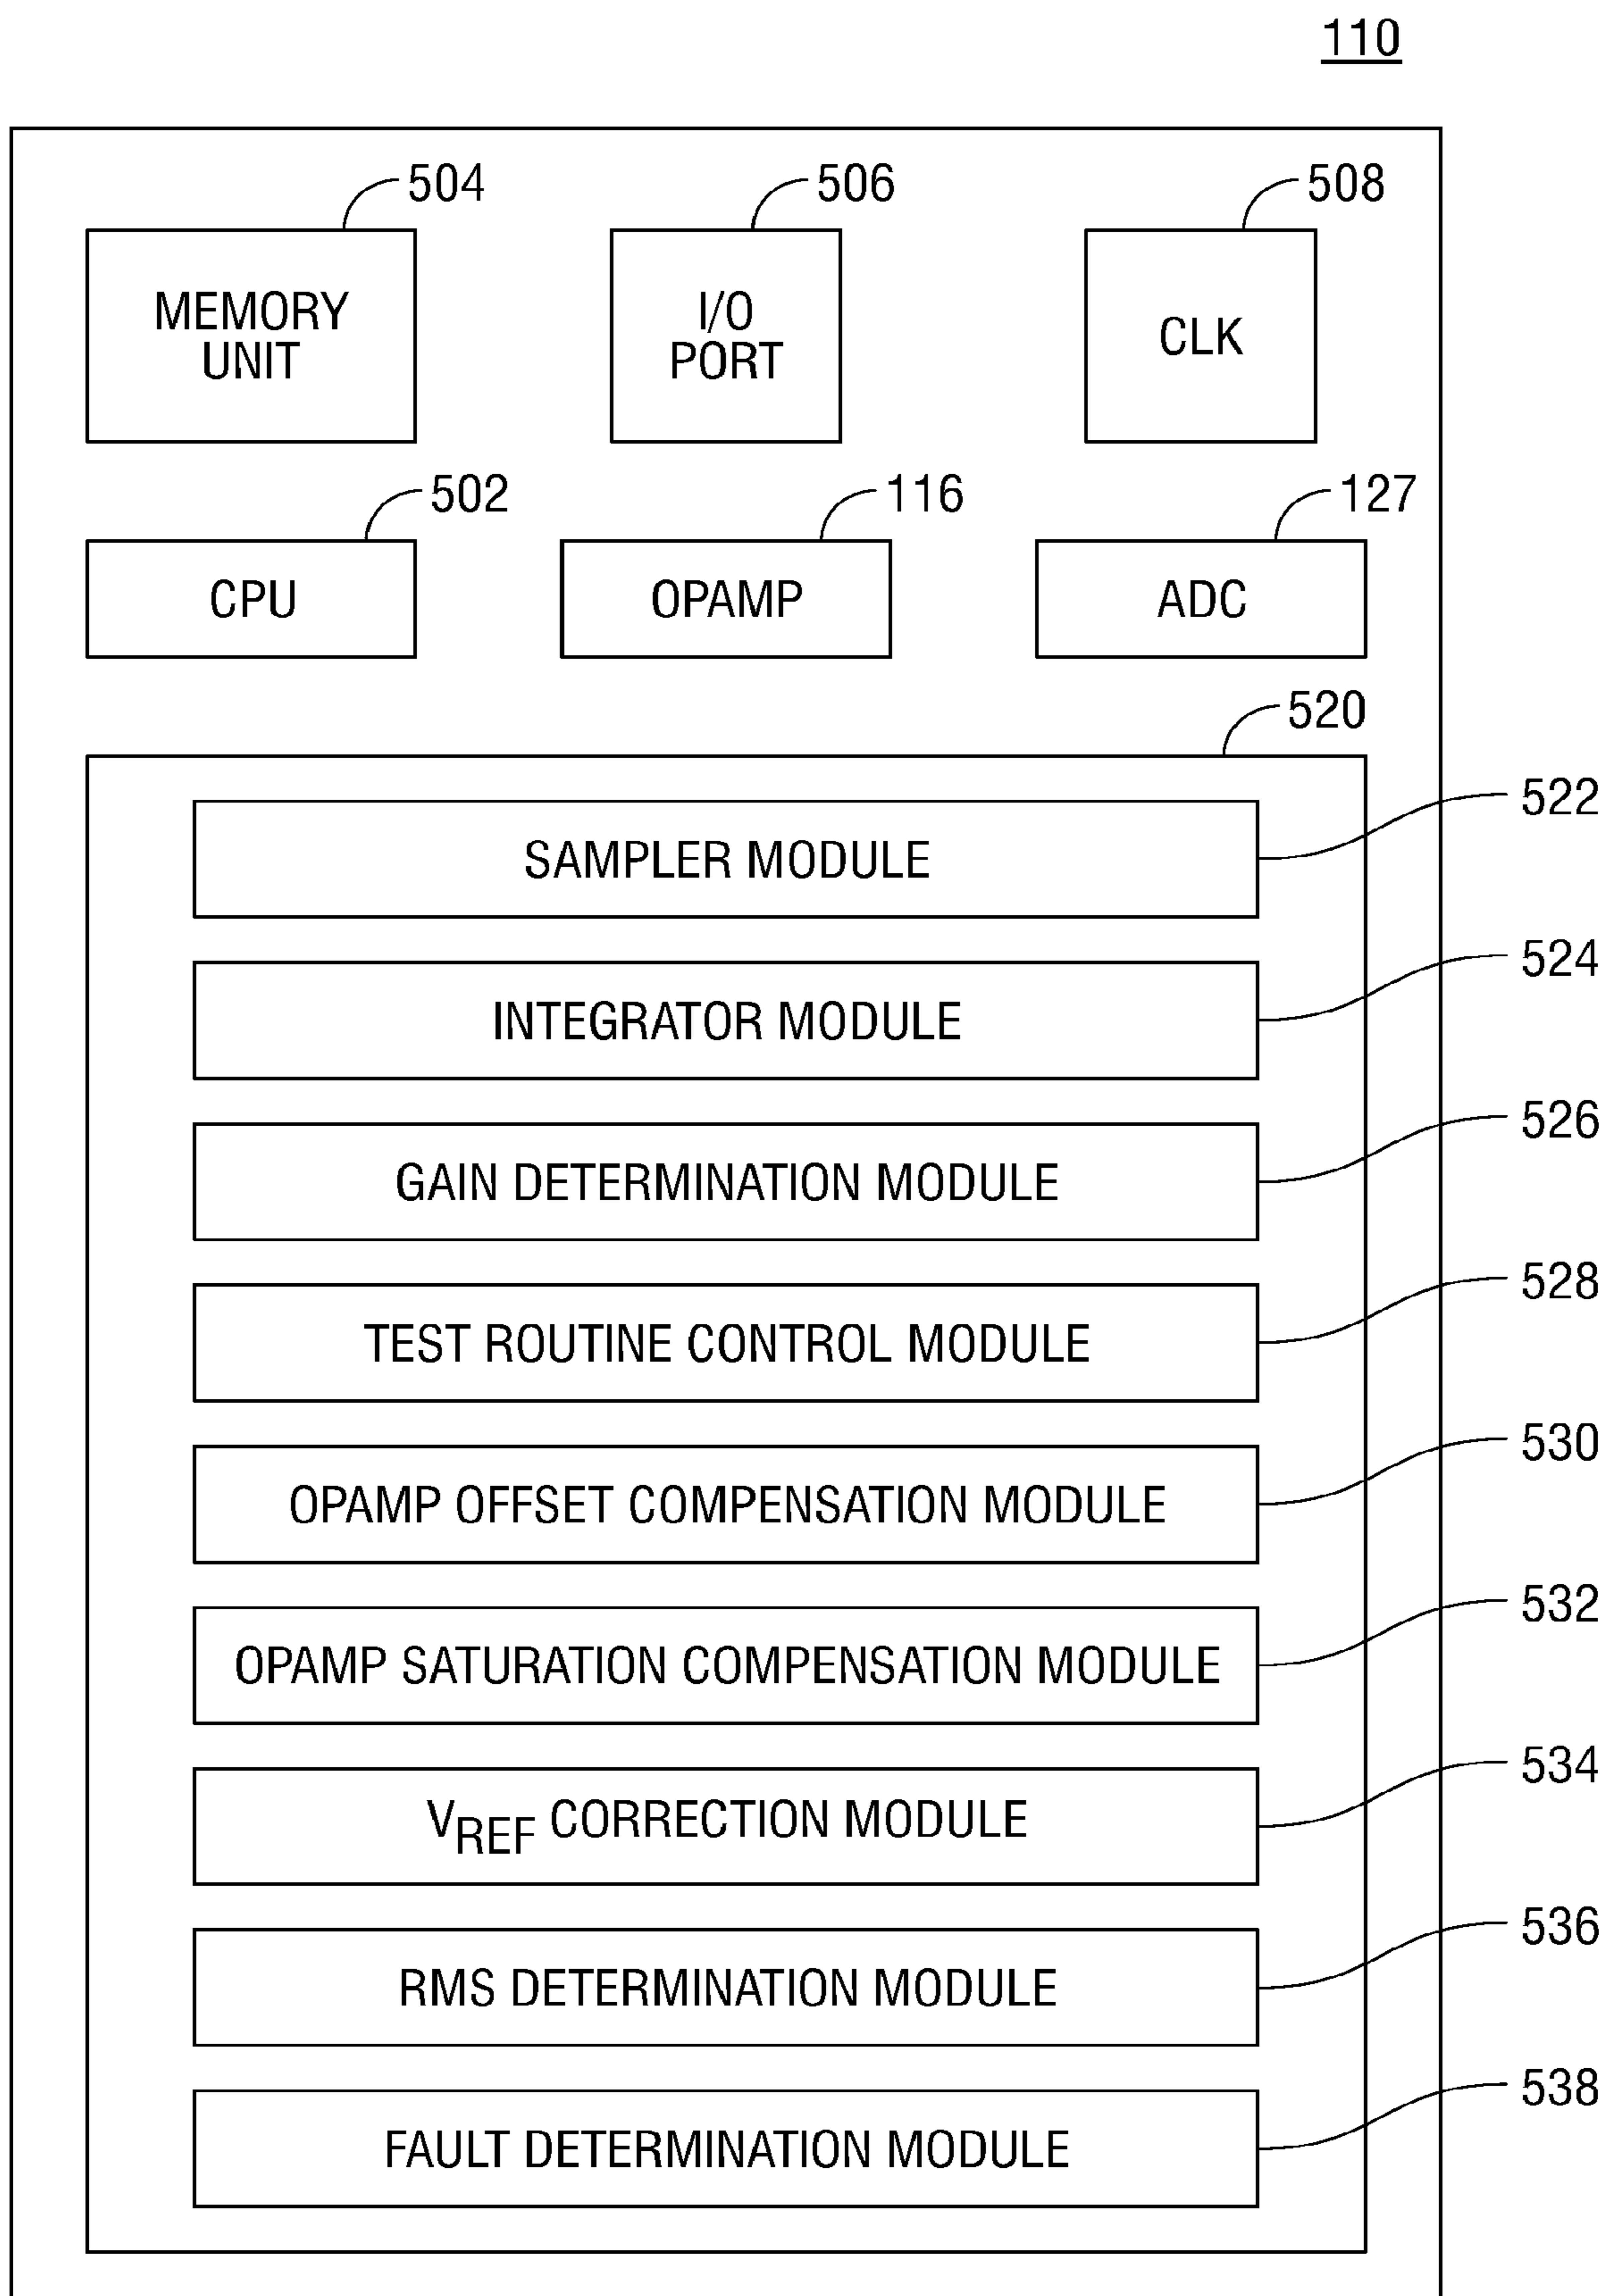 110
504
506
508
MEMORY
UNIT
I/O
PORT
CLK
502
116
127
CPU
OPAMP
ADC
520
522
SAMPLER MODULE
524
INTEGRATOR MODULE
526
GAIN DETERMINATION MODULE
528
TEST ROUTINE CONTROL MODULE
530
OPAMP OFFSET COMPENSATION MODULE
532
OPAMP SATURATION COMPENSATION MODULE
534
VREF CORRECTION MODULE
536
RMS DETERMINATION MODULE
538
FAULT DETERMINATION MODULE